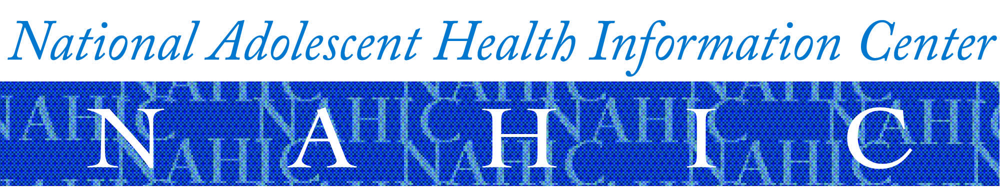 National Adolescent Health Information Center
N A H I C